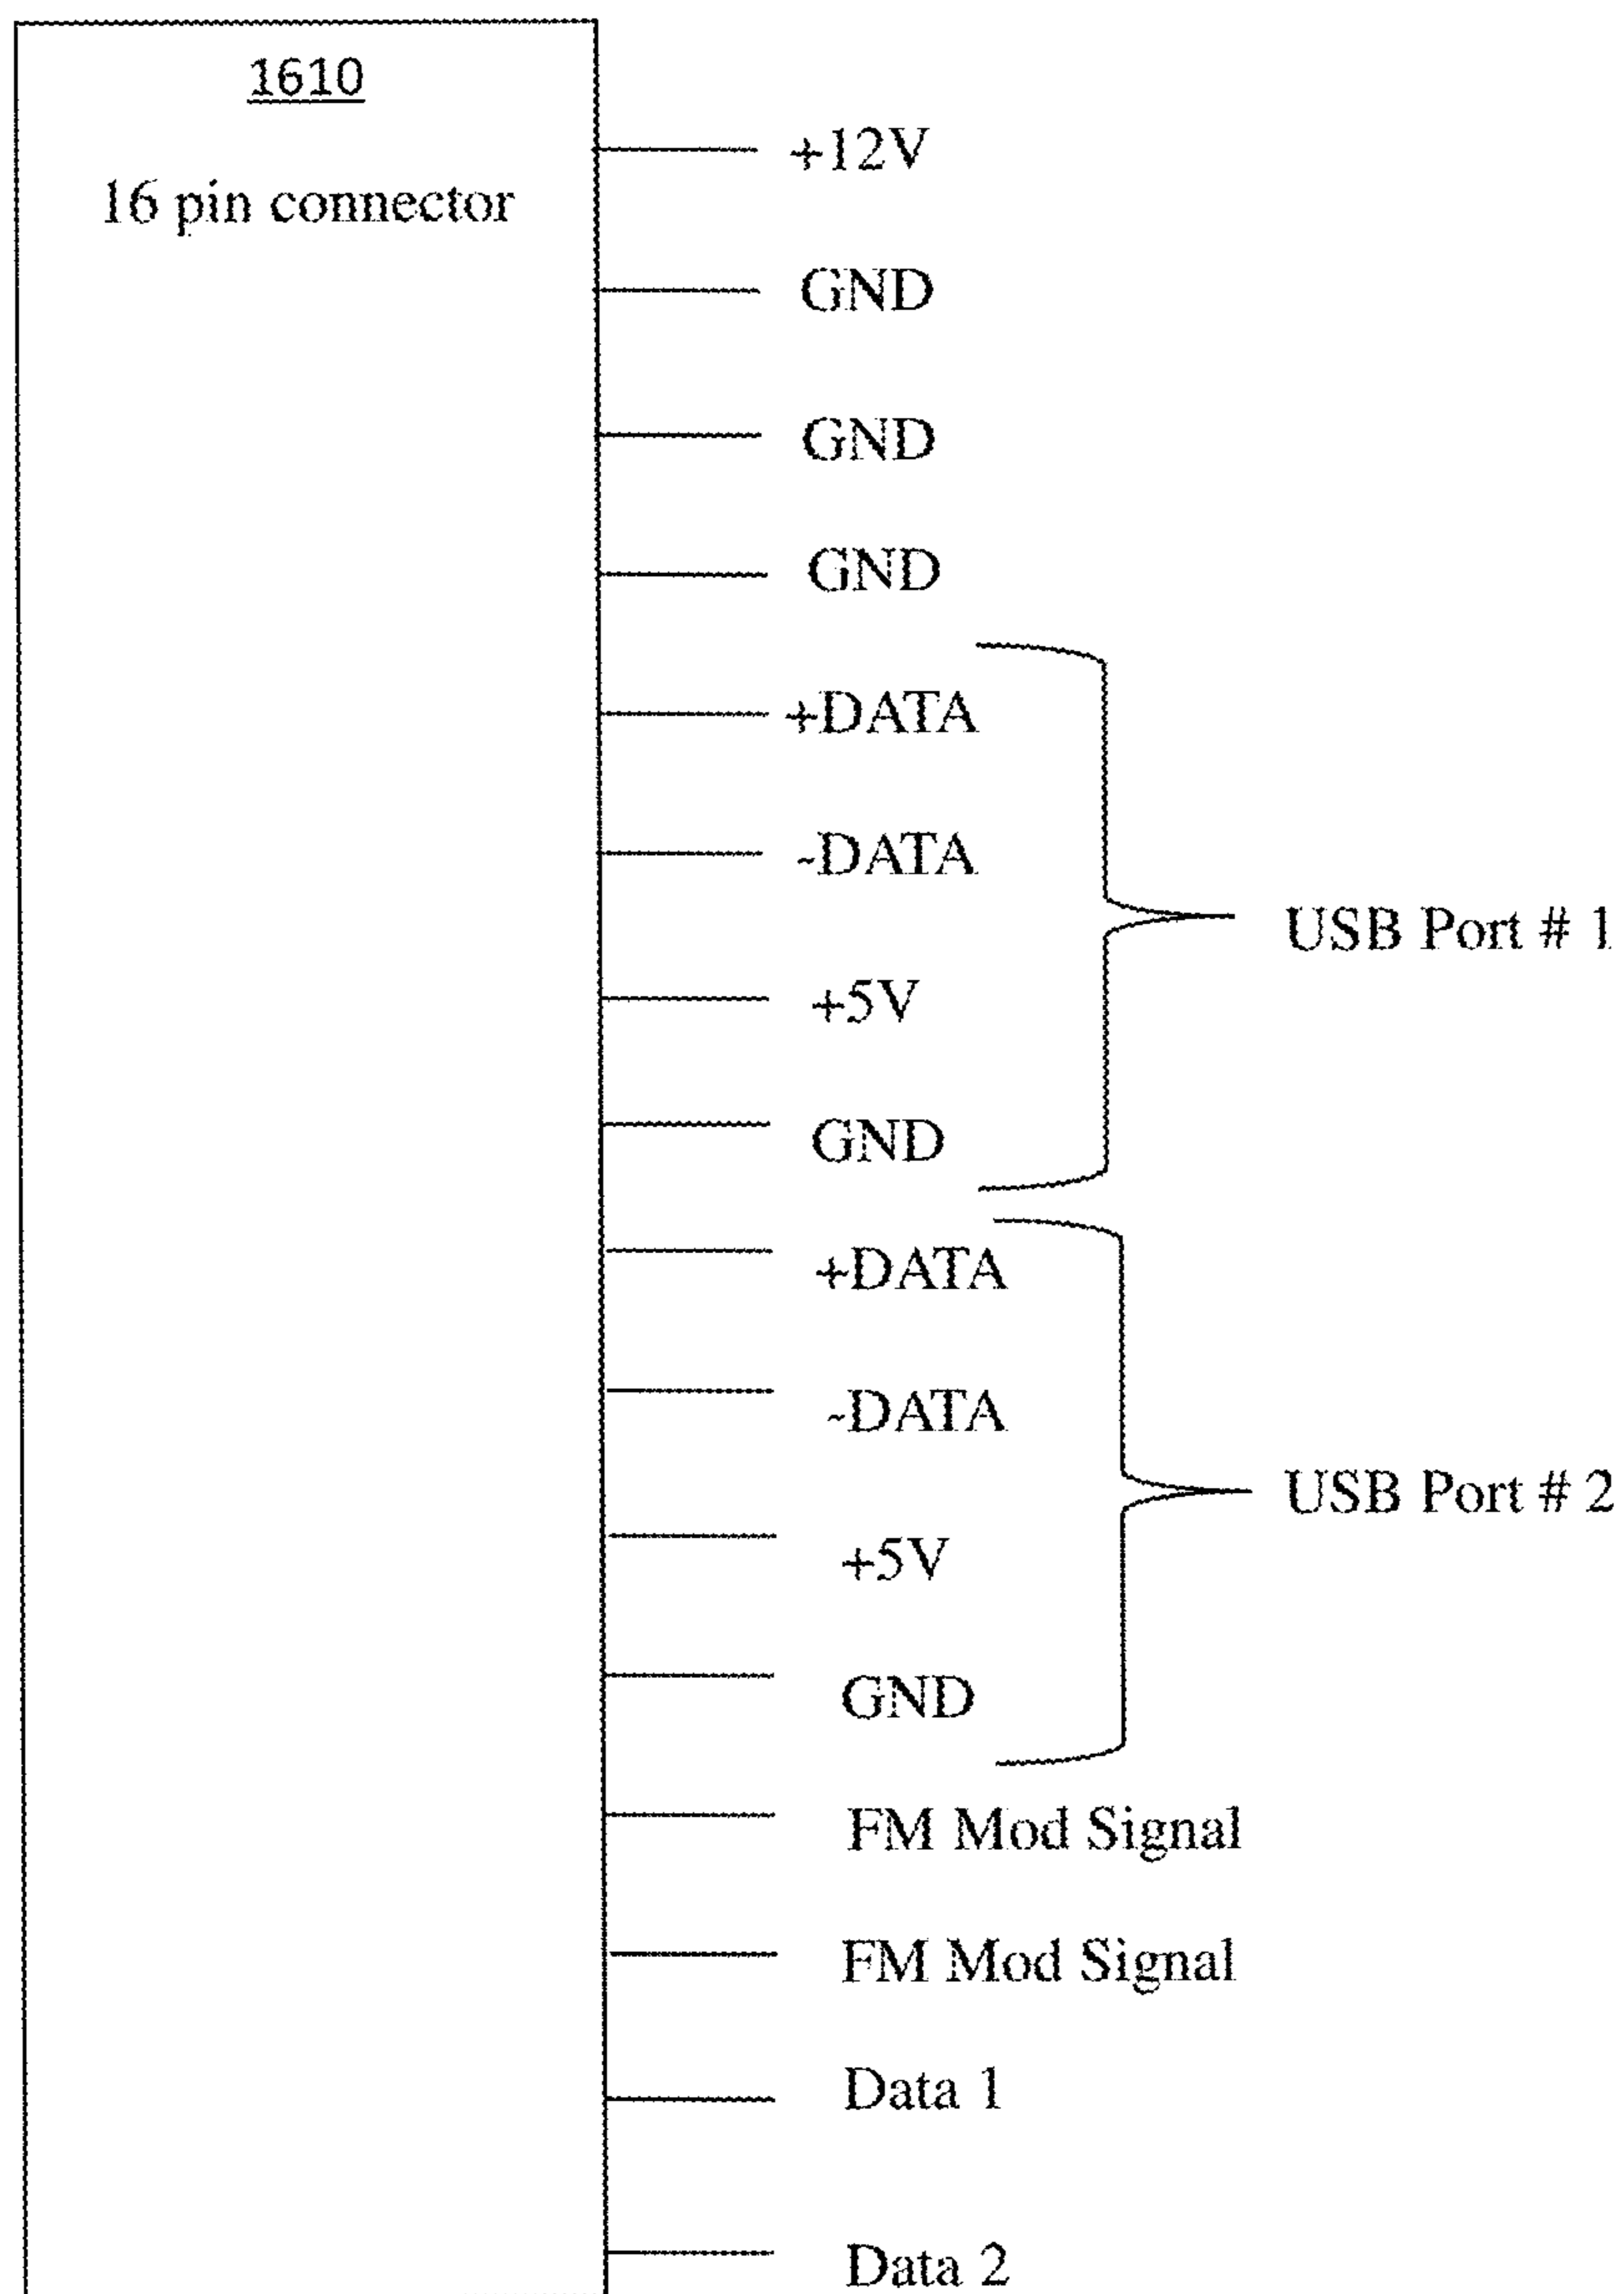 1610
16 pin connector
+12V
GND
GND
GND
+DATA
-DATA
+5V
GND
USB Port # 1
+DATA
-DATA
+5V
GND
USB Port # 2
FM Mod Signal
FM Mod Signal
Data 1
Data 2